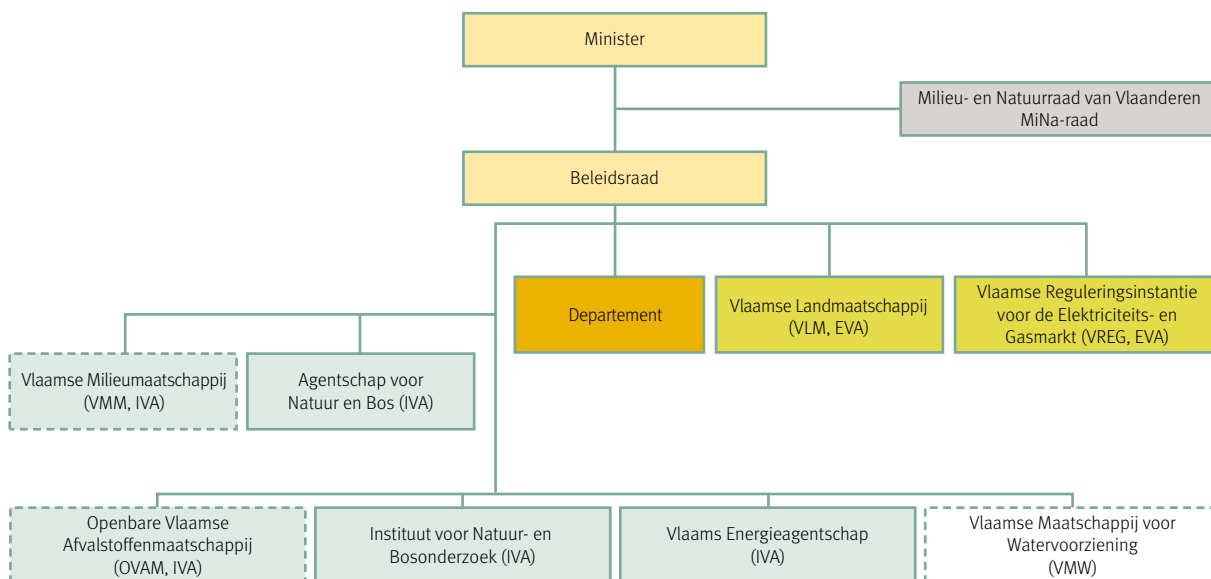 Minister
Milieu- en Natuurraad van Vlaanderen
MiNa-raad
Beleidsraad
Departement
Vlaamse Landmaatschappij
(VLM, EVA)
Vlaamse Reguleringsinstantie
voor de Elektriciteits- en
Gasmarkt (VREG, EVA)
Vlaamse Milieumaatschappij
(VMM, IVA)
Agentschap voor
Natuur en Bos (IVA)
Openbare Vlaamse
Afvalstoffenmaatschappij
(OVAM, IVA)
Instituut voor Natuur- en
Bosonderzoek (IVA)
Vlaams Energieagentschap
(IVA)
Vlaamse Maatschappij voor
Watervoorziening
(VMW)